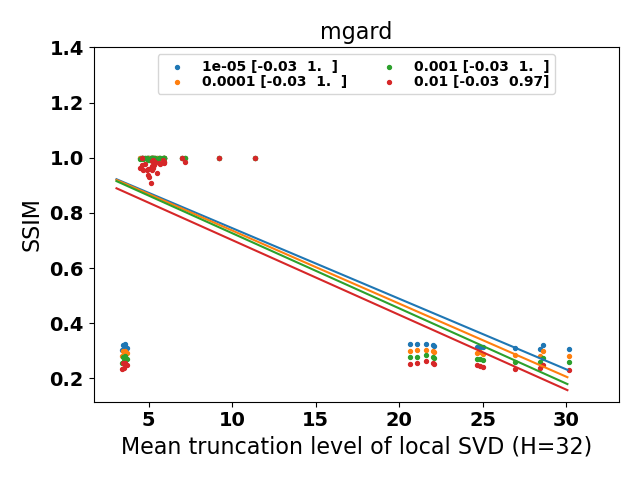 mgard
1e-05 [-0.03  1.  ]
0.0001 [-0.03  1.  ]
0.001 [-0.03  1.  ]
0.01 [-0.03  0.97]
SSIM
1.4
1.2
1.0
0.8
0.6
0.4
0.2
5 10 15 20 25 30
Mean truncation level of local SVD (H=32)